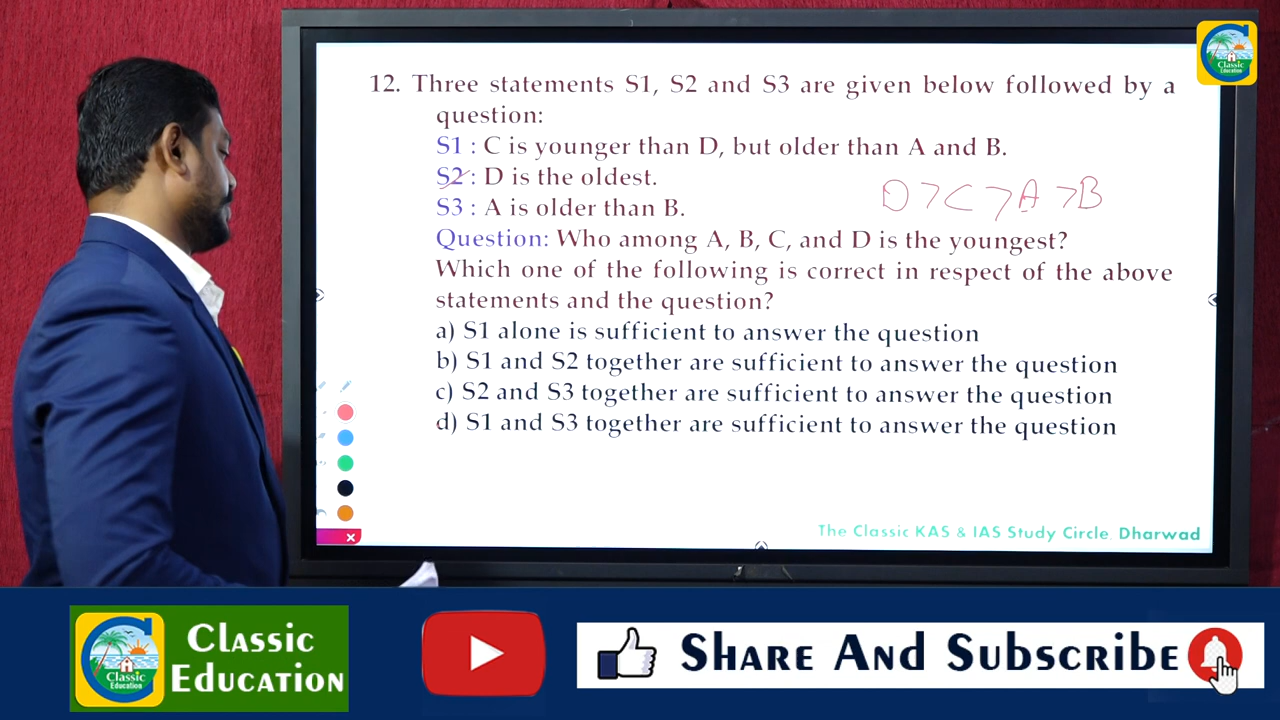 Classic
Education
12. Three statements S1, S2 and S3 are given below followed by a
question:
S1 : C is younger than D, but older than A and B.
S2 : D is the oldest.
S3 : A is older than B.
D > C > A > B
Question: Who among A, B, C, and D is the youngest?
Which one of the following is correct in respect of the above
statements and the question?
a) S1 alone is sufficient to answer the question
b) S1 and S2 together are sufficient to answer the question
c) S2 and S3 together are sufficient to answer the question
d) S1 and S3 together are sufficient to answer the question
The Classic KAS & IAS Study Circle, Dharwad
Classic
Education
Classic
Education
Share And Subscribe